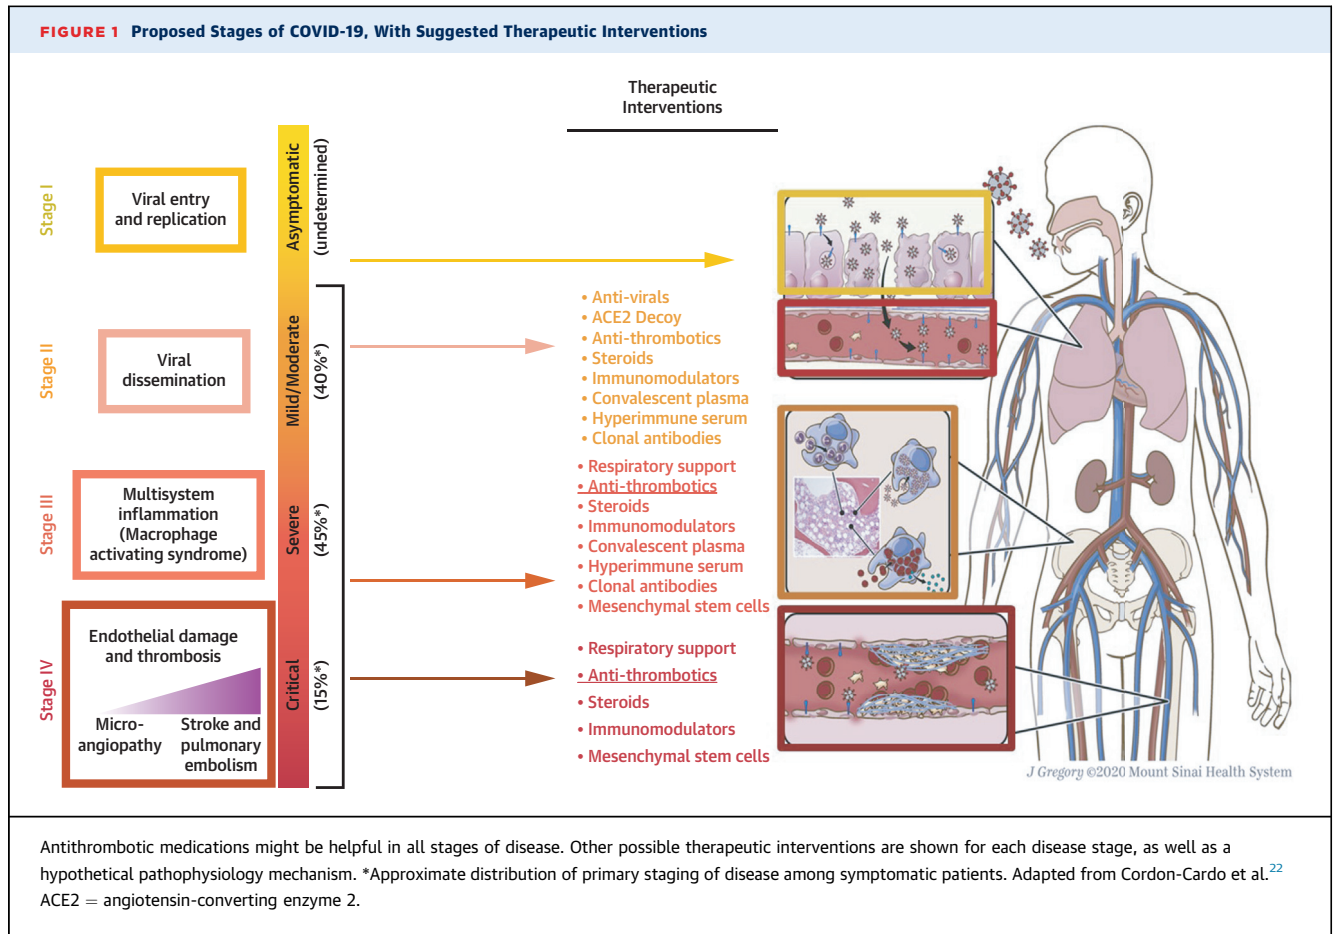 FIGURE 1 Proposed Stages of COVID-19, With Suggested Therapeutic Interventions
Therapeutic
Interventions
Stage I
Viral entry
and replication
Asymptomatic
(undetermined)
Stage II
Viral
dissemination
Mild/Moderate
(40%*)
• Anti-virals
• ACE2 Decoy
• Anti-thrombotics
• Steroids
• Immunomodulators
• Convalescent plasma
• Hyperimmune serum
• Clonal antibodies
Stage III
Multisystem
inflammation
(Macrophage
activating syndrome)
Severe
(45%*)
• Respiratory support
• Anti-thrombotics
• Steroids
• Immunomodulators
• Convalescent plasma
• Hyperimmune serum
• Clonal antibodies
• Mesenchymal stem cells
Stage IV
Endothelial damage
and thrombosis
Micro-
angiopathy
Stroke and
pulmonary
embolism
Critical
(15%*)
• Respiratory support
• Anti-thrombotics
• Steroids
• Immunomodulators
• Mesenchymal stem cells
J Gregory ©2020 Mount Sinai Health System
Antithrombotic medications might be helpful in all stages of disease. Other possible therapeutic interventions are shown for each disease stage, as well as a
hypothetical pathophysiology mechanism. *Approximate distribution of primary staging of disease among symptomatic patients. Adapted from Cordon-Cardo et al.22
ACE2 = angiotensin-converting enzyme 2.